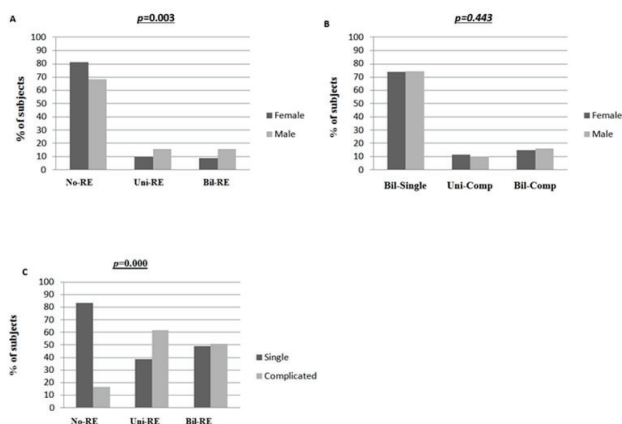 A
p=0.003
% of subjects
100
90
80
70
60
50
40
30
20
10
0
No-RE Uni-RE Bil-RE
Female
Male
B
p=0.443
% of subjects
100
90
80
70
60
50
40
30
20
10
0
Bil-Single Uni-Comp Bil-Comp
Female
Male
C
p=0.000
% of subjects
100
90
80
70
60
50
40
30
20
10
0
No-RE Uni-RE Bil-RE
Single
Complicated